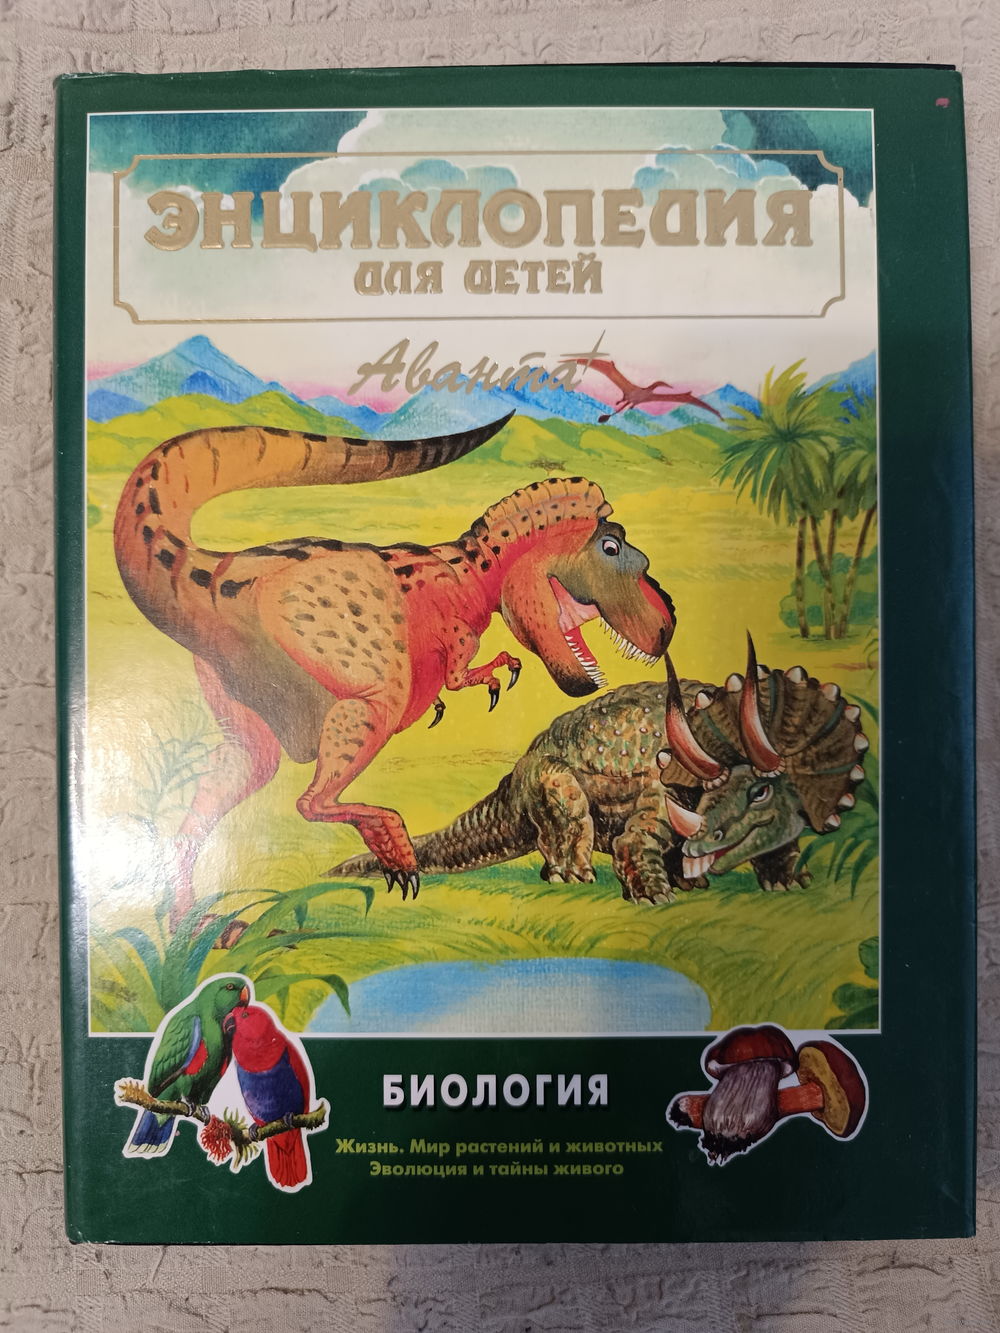 ЭНЦИКЛОПЕДИЯ
ДЛЯ ДЕТЕЙ
Аванта+
БИОЛОГИЯ
Жизнь. Мир растений и животных
Эволюция и тайны живого